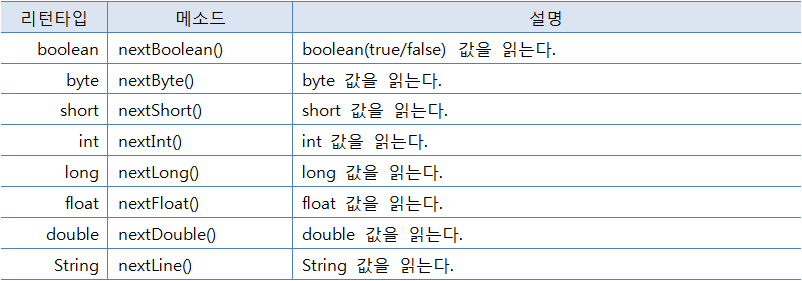 리턴타입 메소드 설명
boolean nextBoolean() boolean(true/false) 값을 읽는다.
byte nextByte() byte 값을 읽는다.
short nextShort() short 값을 읽는다.
int nextInt() int 값을 읽는다.
long nextLong() long 값을 읽는다.
float nextFloat() float 값을 읽는다.
double nextDouble() double 값을 읽는다.
String nextLine() String 값을 읽는다.